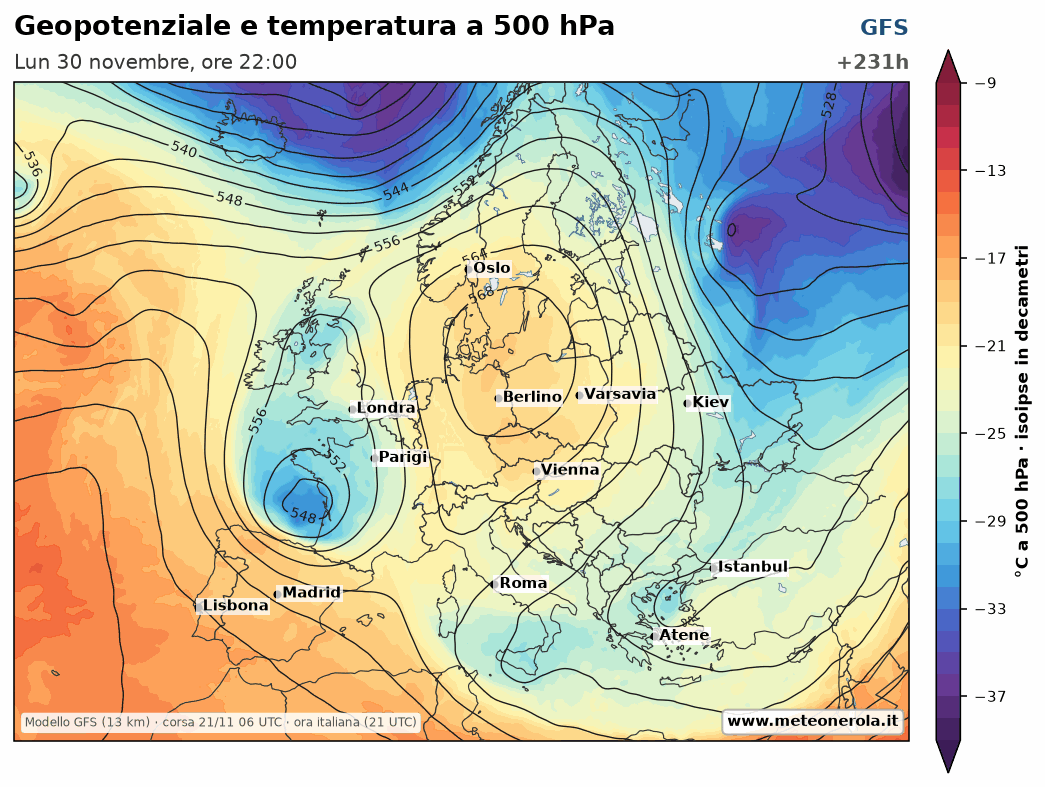 Geopotenziale e temperatura a 500 hPa
GFS
Lun 30 novembre, ore 22:00
+231h
528
536
540
548
544
552
556
564
568
Oslo
Berlino
Varsavia
Kiev
Londra
556
552
Parigi
Vienna
548
Istanbul
Roma
Madrid
Lisbona
Atene
Modello GFS (13 km) · corsa 21/11 06 UTC · ora italiana (21 UTC)
www.meteonerola.it
−9
−13
−17
−21
−25
−29
−33
−37
°C a 500 hPa · isoipse in decametri